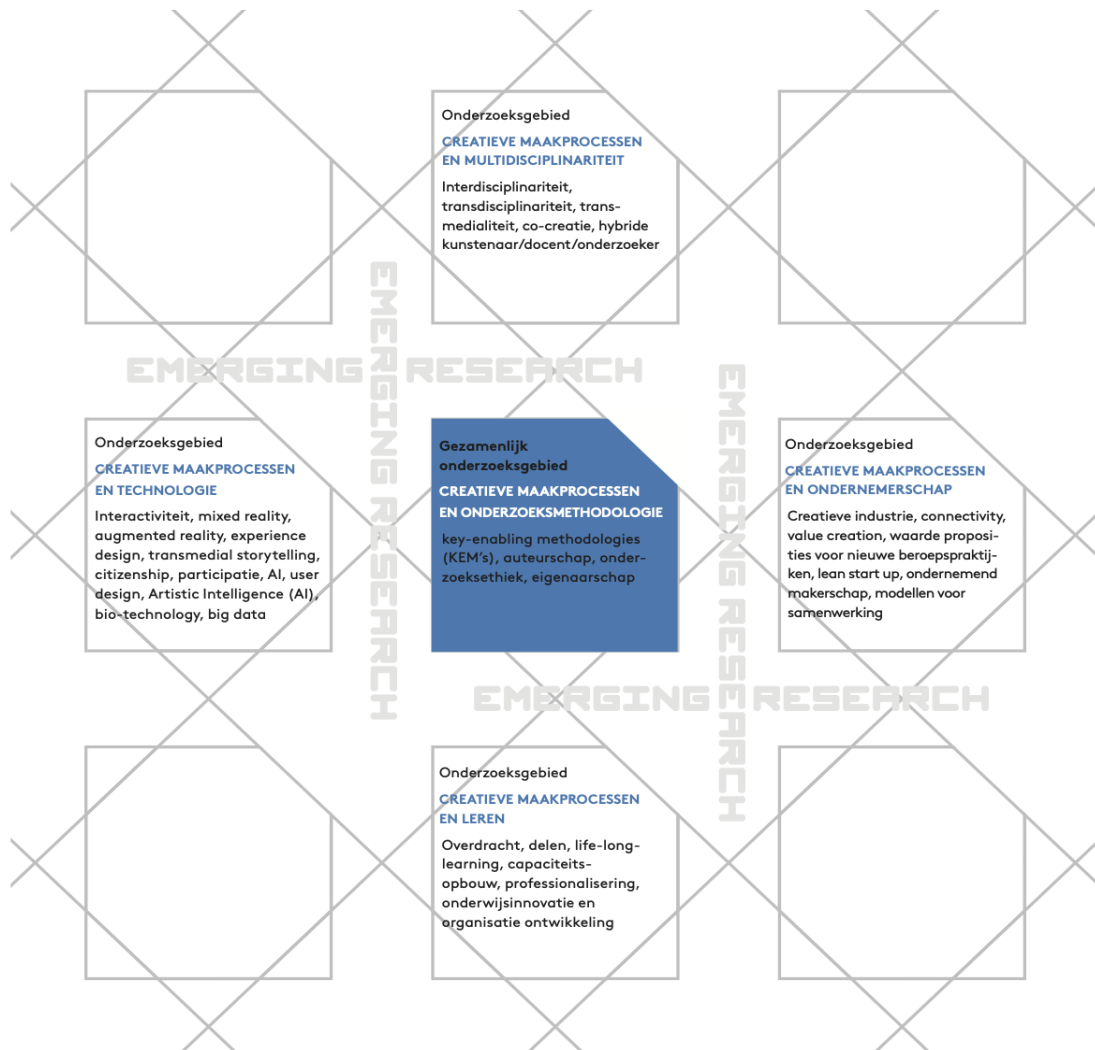 Onderzoeksgebied
CREATIEVE MAAKPROCESSEN
EN MULTIDISCIPLINARITEIT
Interdisciplinariteit,
transdisciplinariteit, trans-
medialiteit, co-creatie, hybride
kunstenaar/docent/onderzoeker
EMERGING RESEARCH
EMERGING RESEARCH
EMERGING RESEARCH
Onderzoeksgebied
CREATIEVE MAAKPROCESSEN
EN TECHNOLOGIE
Interactiviteit, mixed reality,
augmented reality, experience
design, transmedial storytelling,
citizenship, participatie, AI, user
design, Artistic Intelligence (AI),
bio-technology, big data
Gezamenlijk
onderzoeksgebied
CREATIEVE MAAKPROCESSEN
EN ONDERZOEKSMETHODOLOGIE
key-enabling methodologies
(KEM's), auteurschap, onder-
zoeksethiek, eigenaarschap
Onderzoeksgebied
CREATIEVE MAAKPROCESSEN
EN ONDERNEMERSCHAP
Creatieve industrie, connectivity,
value creation, waarde proposi-
ties voor nieuwe beroepspraktij-
ken, lean start up, ondernemend
makerschap, modellen voor
samenwerking
EMERGING RESEARCH
Onderzoeksgebied
CREATIEVE MAAKPROCESSEN
EN LEREN
Overdracht, delen, life-long-
learning, capaciteits-
opbouw, professionalisering,
onderwijsinnovatie en
organisatie ontwikkeling